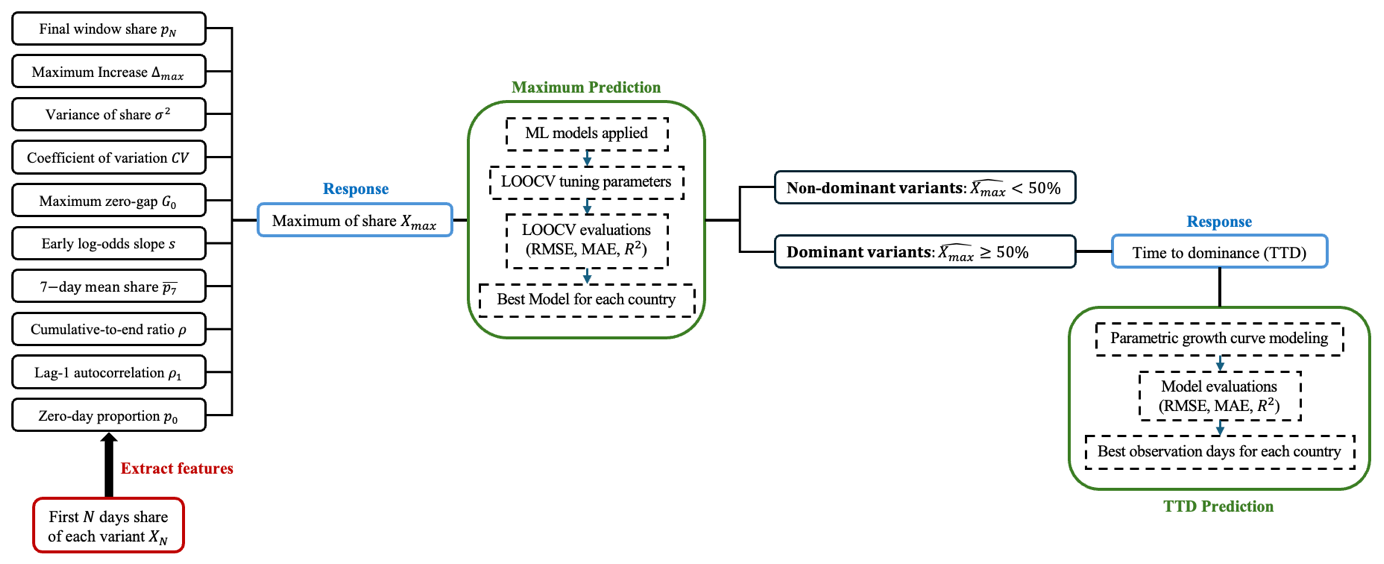 Final window share p_N
Maximum Increase Δ_max
Variance of share σ²
Coefficient of variation CV
Maximum zero-gap G₀
Early log-odds slope s
7−day mean share p̅₇
Cumulative-to-end ratio ρ
Lag-1 autocorrelation ρ₁
Zero-day proportion p₀
Extract features
First N days share
of each variant X_N
Response
Maximum of share X_max
Maximum Prediction
ML models applied
LOOCV tuning parameters
LOOCV evaluations
(RMSE, MAE, R²)
Best Model for each country
Non-dominant variants: X̂_max < 50%
Dominant variants: X̂_max ≥ 50%
Response
Time to dominance (TTD)
Parametric growth curve modeling
Model evaluations
(RMSE, MAE, R²)
Best observation days for each country
TTD Prediction